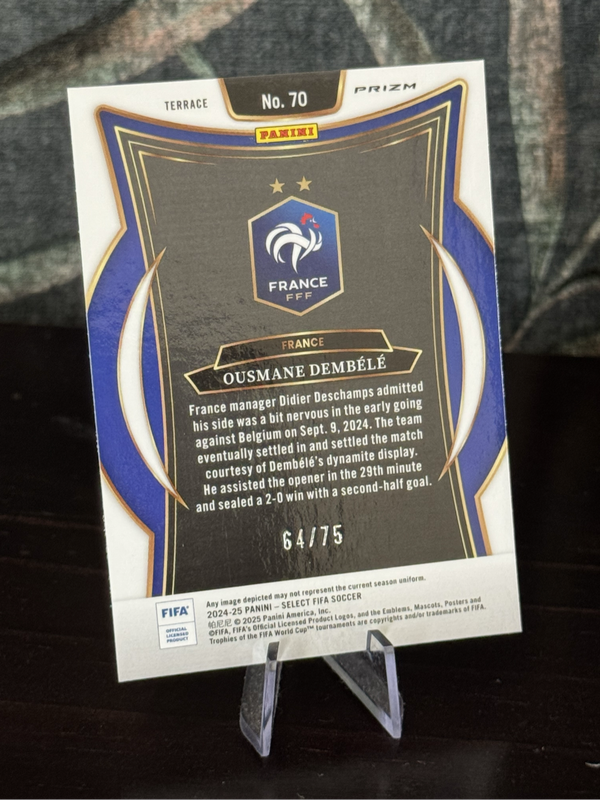 TERRACE
No. 70
PRIZM
PANINI
FRANCE
FFF
FRANCE
OUSMANE DEMBÉLÉ
France manager Didier Deschamps admitted
his side was a bit nervous in the early going
against Belgium on Sept. 9, 2024. The team
eventually settled in and settled the match
courtesy of Dembélé's dynamite display.
He assisted the opener in the 29th minute
and sealed a 2-0 win with a second-half goal.
64/75
FIFA
OFFICIAL
LICENSED
PRODUCT
Any image depicted may not represent the current season uniform.
2024-25 PANINI – SELECT FIFA SOCCER
帕尼尼 © 2025 Panini America, Inc.
©FIFA, FIFA's Official Licensed Product Logo, and the Emblems, Mascots, Posters and
Trophies of the FIFA World Cup™ tournaments are copyrights and/or trademarks of FIFA.